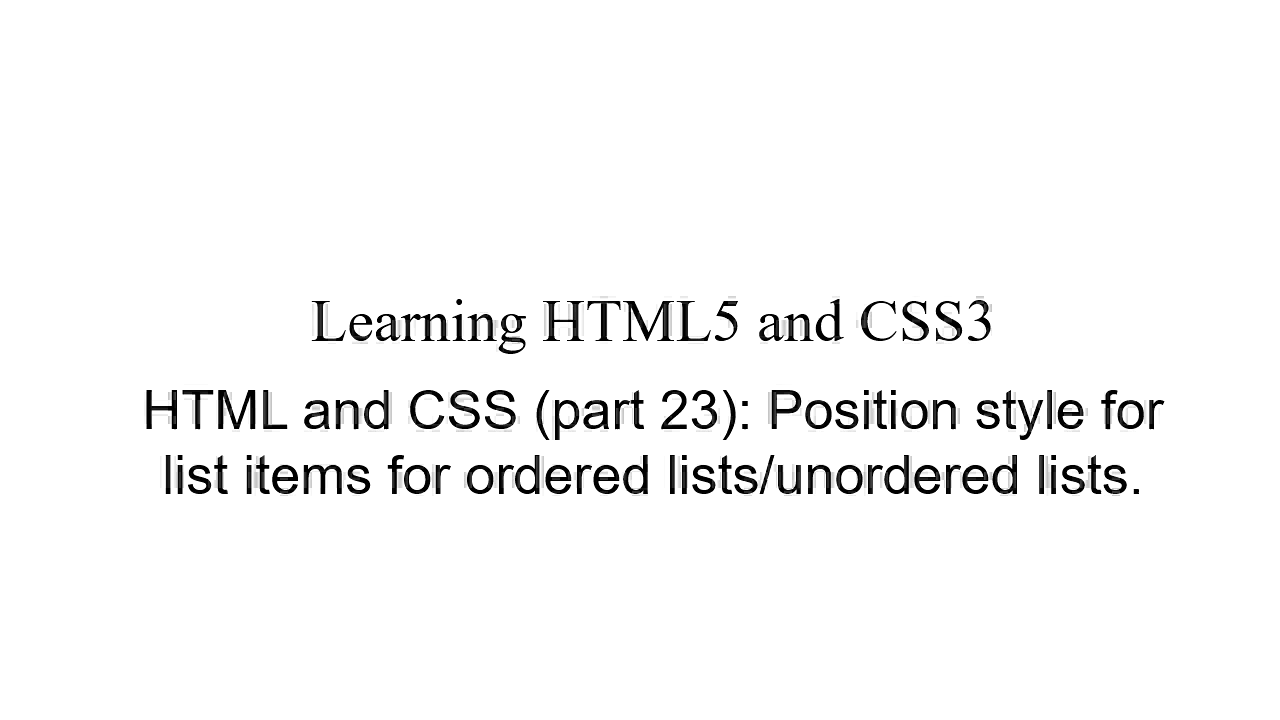 Learning HTML5 and CSS3
HTML and CSS (part 23): Position style for
list items for ordered lists/unordered lists.